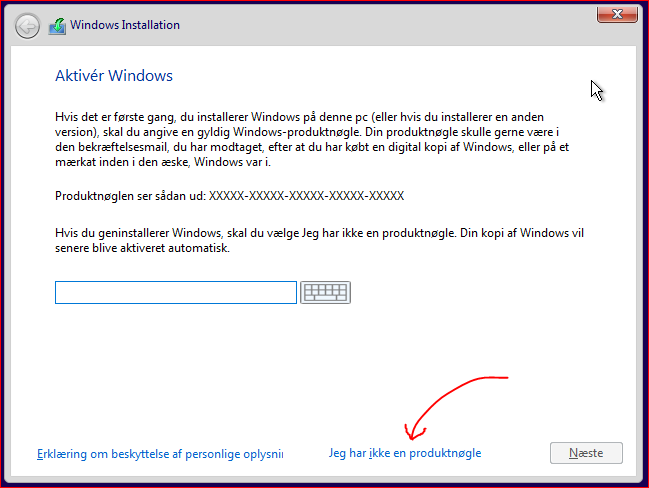 Windows Installation
Aktivér Windows
Hvis det er første gang, du installerer Windows på denne pc (eller hvis du installerer en anden
version), skal du angive en gyldig Windows-produktnøgle. Din produktnøgle skulle gerne være i
den bekræftelsesmail, du har modtaget, efter at du har købt en digital kopi af Windows, eller på et
mærkat inden i den æske, Windows var i.
Produktnøglen ser sådan ud: XXXXX-XXXXX-XXXXX-XXXXX-XXXXX
Hvis du geninstallerer Windows, skal du vælge Jeg har ikke en produktnøgle. Din kopi af Windows vil
senere blive aktiveret automatisk.
Erklæring om beskyttelse af personlige oplysnin
Jeg har ikke en produktnøgle
Næste